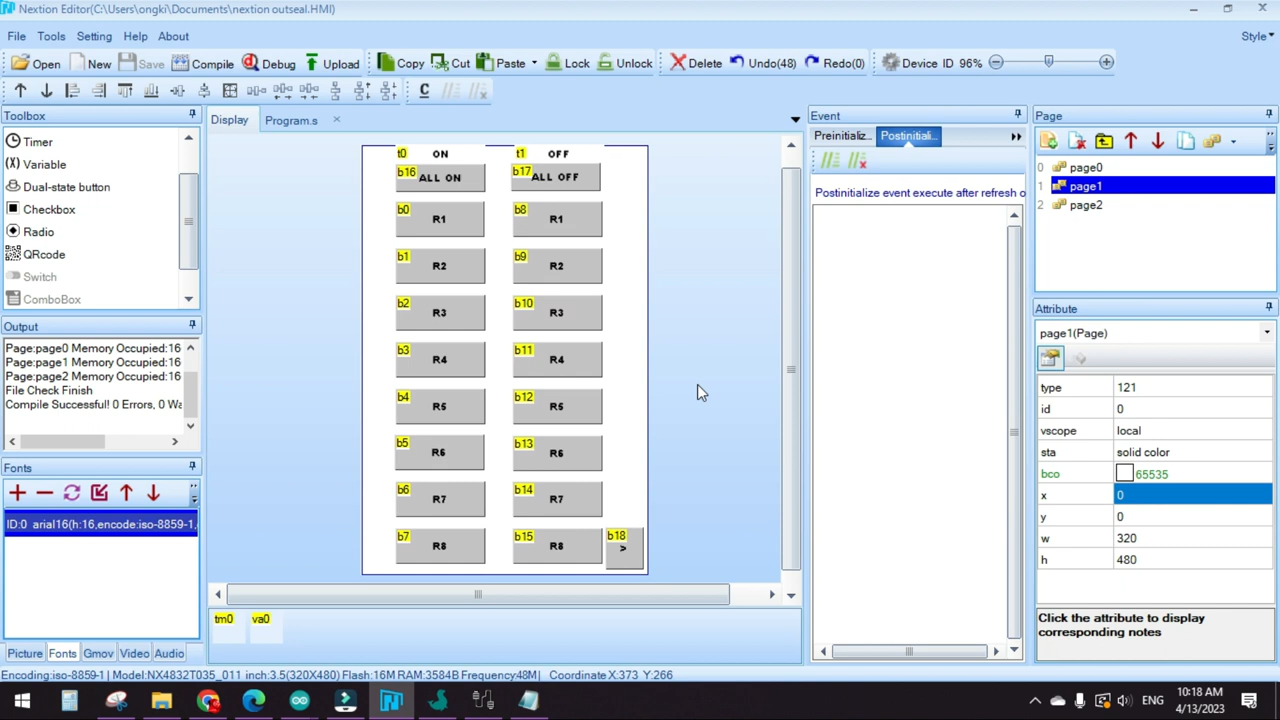 Nextion Editor(C:\Users\ongki\Documents\nextion outseal.HMI)
File Tools Setting Help About Style
Open New Save Compile Debug Upload Copy Cut Paste Lock Unlock Delete Undo(48) Redo(0) Device ID 96%
Toolbox
Timer
(X) Variable
Dual-state button
Checkbox
Radio
QRcode
Switch
ComboBox
Output
Page:page0 Memory Occupied:16
Page:page1 Memory Occupied:16
Page:page2 Memory Occupied:16
File Check Finish
Compile Successful! 0 Errors, 0 Wa
Fonts
ID:0 arial16(h:16,encode:iso-8859-1,
Picture Fonts Gmov Video Audio
Display Program.s
t0 ON t1 OFF
b16 ALL ON b17 ALL OFF
b0 R1 b8 R1
b1 R2 b9 R2
b2 R3 b10 R3
b3 R4 b11 R4
b4 R5 b12 R5
b5 R6 b13 R6
b6 R7 b14 R7
b7 R8 b15 R8 b18 >
tm0 va0
Event
Preinitializ... Postinitiali...
Postinitialize event execute after refresh o
Page
0 page0
1 page1
2 page2
Attribute
page1(Page)
type 121
id 0
vscope local
sta solid color
bco 65535
x 0
y 0
w 320
h 480
Click the attribute to display
corresponding notes
Encoding:iso-8859-1 Model:NX4832T035_011 inch:3.5(320X480) Flash:16M RAM:3584B Frequency:48M Coordinate X:373 Y:266
ENG
10:18 AM
4/13/2023